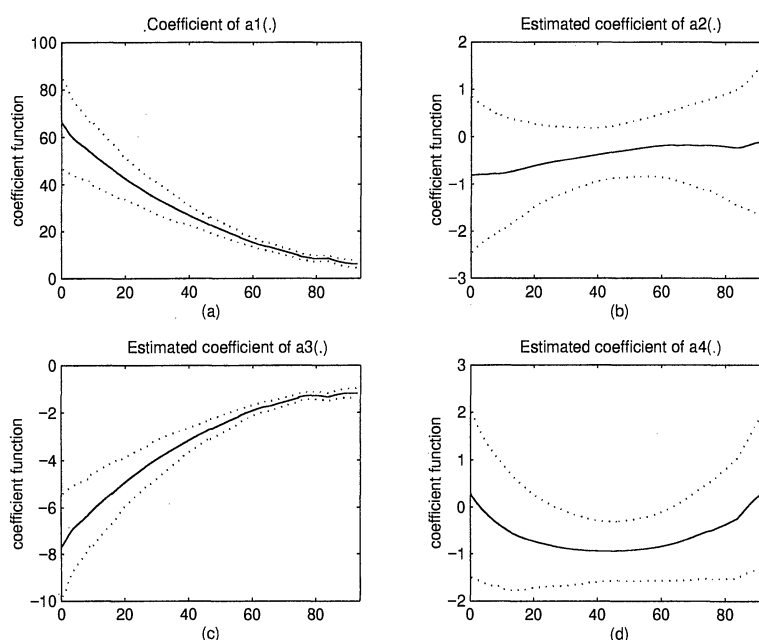 .Coefficient of a1(.)
100
80
60
40
20
0
0 20 40 60 80
coefficient function
(a)
Estimated coefficient of a2(.)
2
1
0
−1
−2
−3
0 20 40 60 80
coefficient function
(b)
Estimated coefficient of a3(.)
0
−2
−4
−6
−8
−10
0 20 40 60 80
coefficient function
(c)
Estimated coefficient of a4(.)
3
2
1
0
−1
−2
0 20 40 60 80
coefficient function
(d)